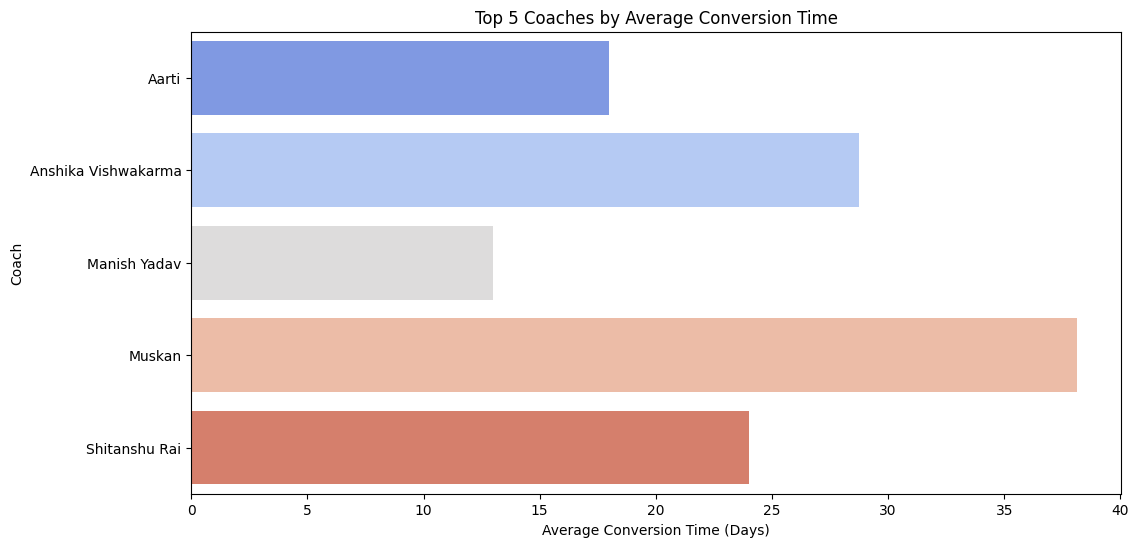 Top 5 Coaches by Average Conversion Time
Coach
Aarti
Anshika Vishwakarma
Manish Yadav
Muskan
Shitanshu Rai
0 5 10 15 20 25 30 35 40
Average Conversion Time (Days)